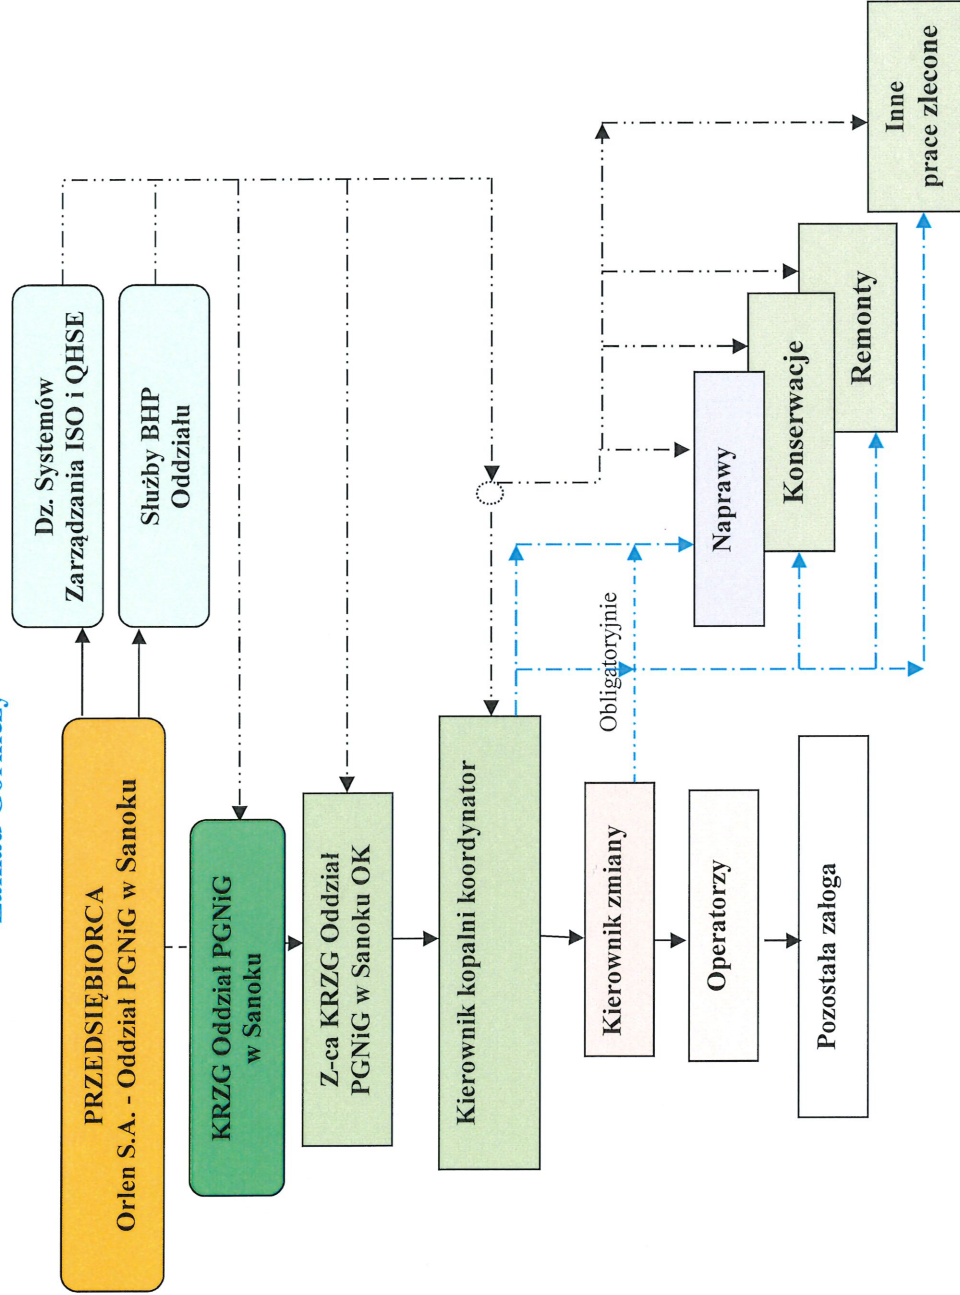 PRZEDSIĘBIORCA
Orlen S.A. - Oddział PGNiG w Sanoku
Dz. Systemów
Zarządzania ISO i QHSE
Służby BHP
Oddziału
KRZG Oddział PGNiG
w Sanoku
Z-ca KRZG Oddział
PGNiG w Sanoku OK
Kierownik kopalni koordynator
Obligatoryjnie
Kierownik zmiany
Naprawy
Operatorzy
Konserwacje
Pozostała załoga
Remonty
Inne
prace zlecone